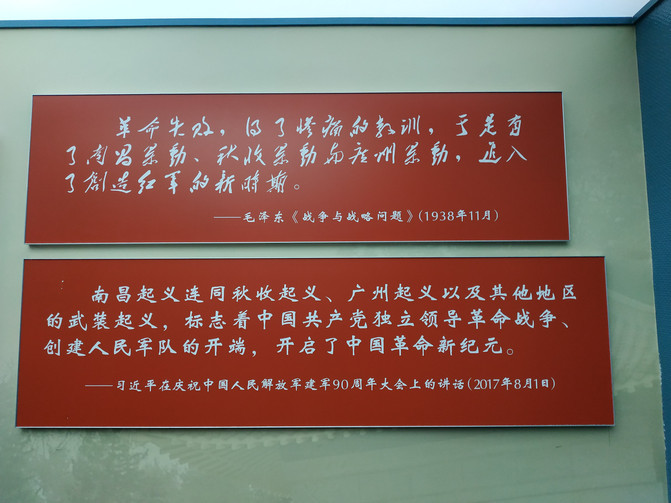 革命失败，得了惨痛的教训，于是有
了南昌起义、秋收起义和广州起义，进入
了创造红军的新时期。
——毛泽东《战争与战略问题》(1938年11月)
南昌起义连同秋收起义、广州起义以及其他地区
的武装起义，标志着中国共产党独立领导革命战争、
创建人民军队的开端，开启了中国革命新纪元。
——习近平在庆祝中国人民解放军建军90周年大会上的讲话(2017年8月1日)